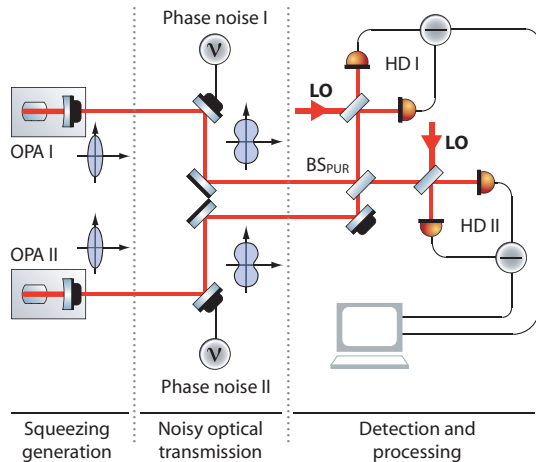 Phase noise I
ν
HD I
LO
OPA I
LO
BSPUR
HD II
OPA II
ν
Phase noise II
Squeezing
generation
Noisy optical
transmission
Detection and
processing